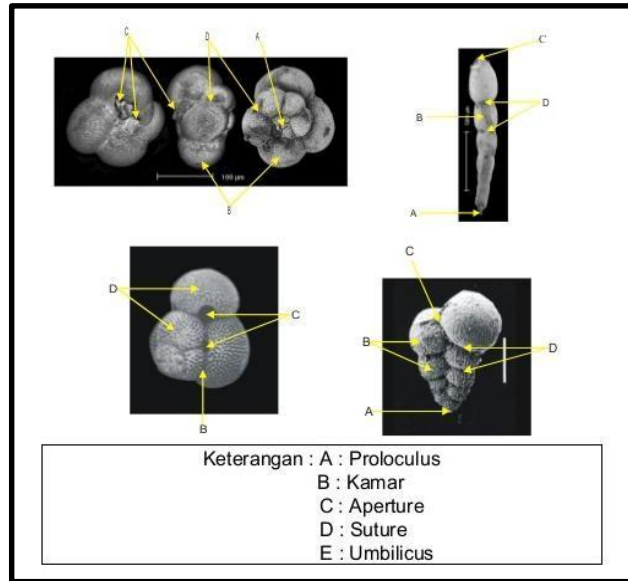 C D A
100 µm
B
C
D
B
A
D
C
B
C
B
D
A
Keterangan : A : Proloculus
B : Kamar
C : Aperture
D : Suture
E : Umbilicus